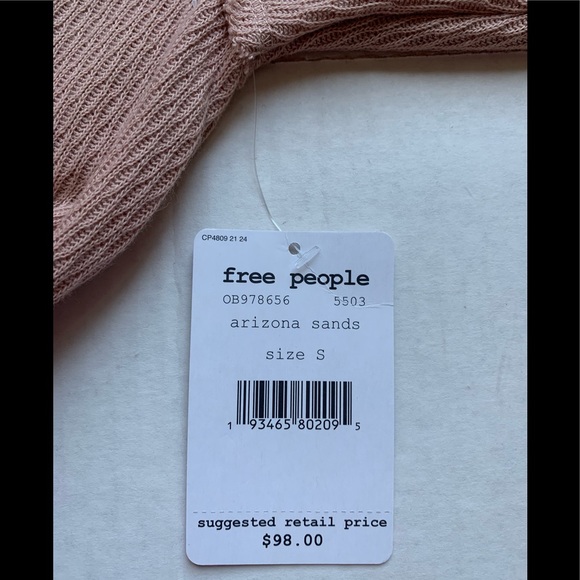 CP4809 21 24
free people
OB978656 5503
arizona sands
size S
1 93465 80209 5
suggested retail price
$98.00